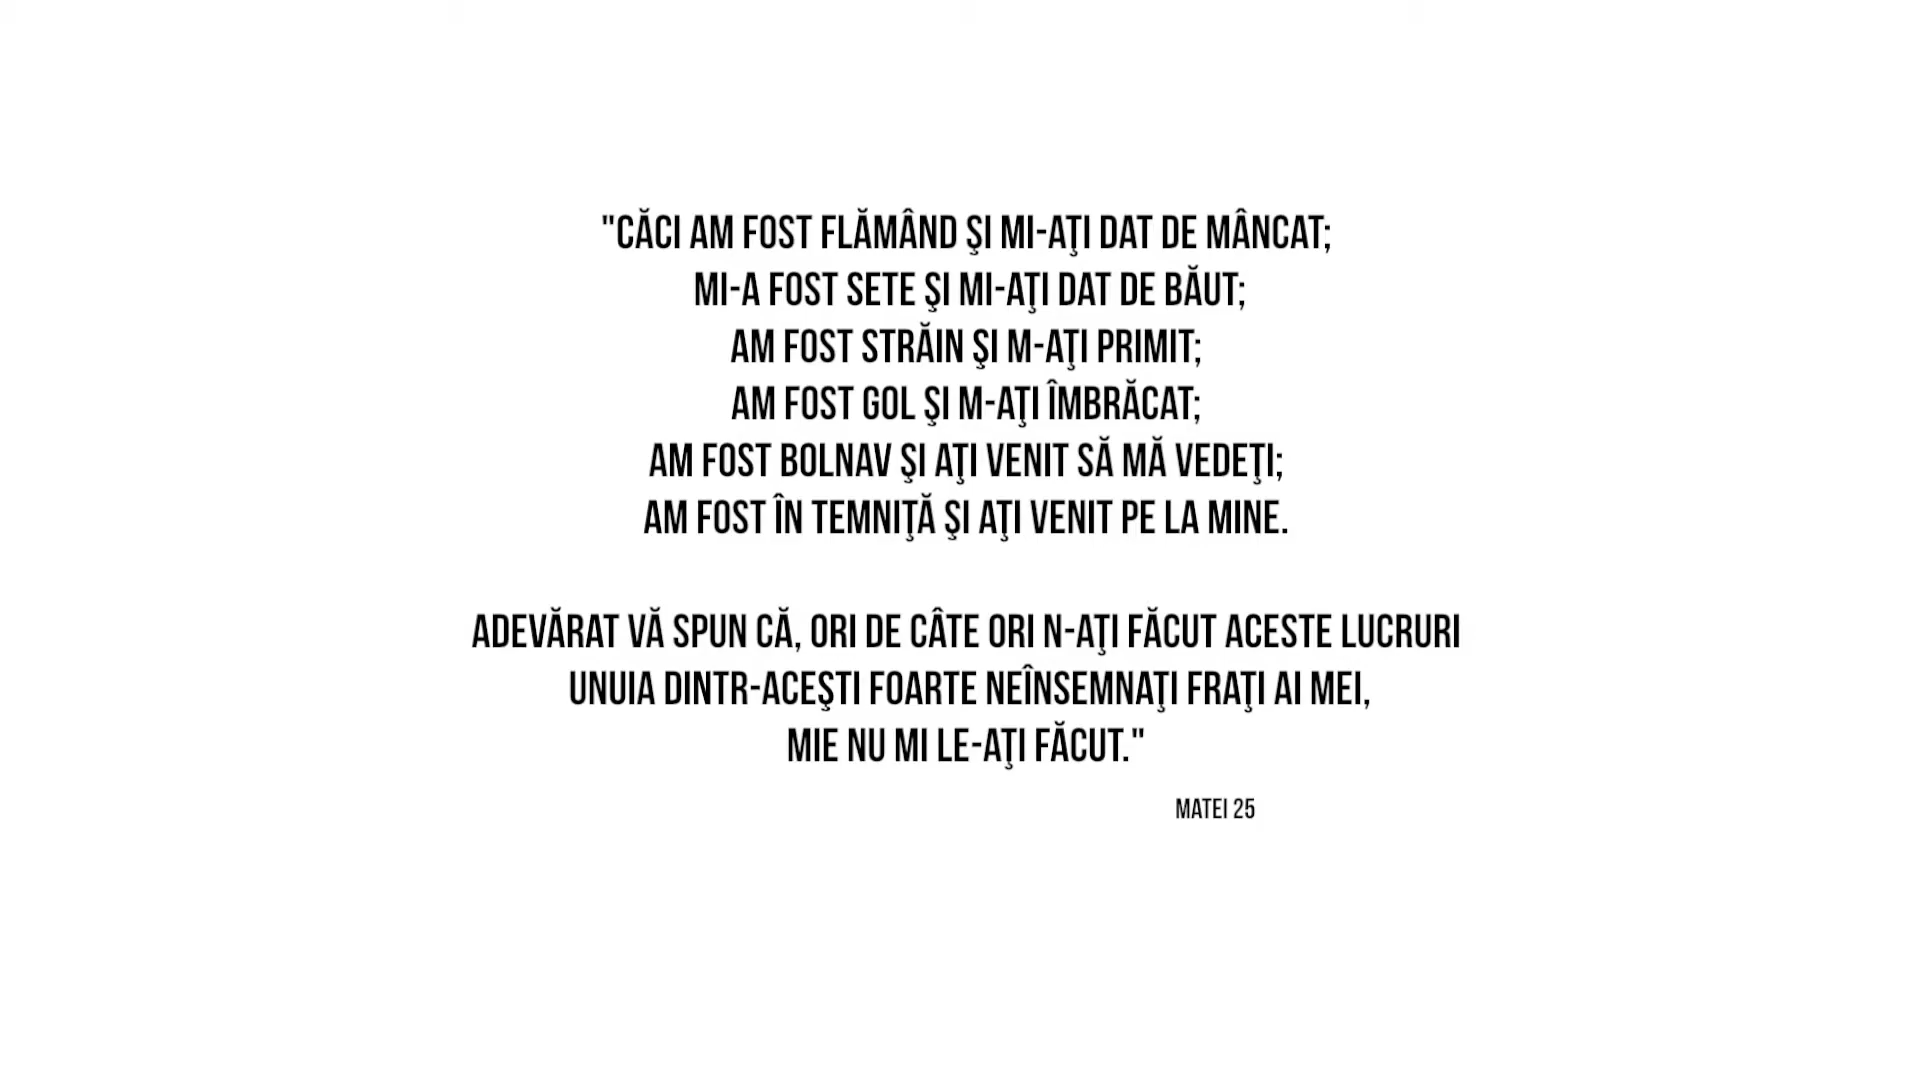 "CĂCI AM FOST FLĂMÂND ŞI MI-AŢI DAT DE MÂNCAT;
MI-A FOST SETE ŞI MI-AŢI DAT DE BĂUT;
AM FOST STRĂIN ŞI M-AŢI PRIMIT;
AM FOST GOL ŞI M-AŢI ÎMBRĂCAT;
AM FOST BOLNAV ŞI AŢI VENIT SĂ MĂ VEDEŢI;
AM FOST ÎN TEMNIŢĂ ŞI AŢI VENIT PE LA MINE.
ADEVĂRAT VĂ SPUN CĂ, ORI DE CÂTE ORI N-AŢI FĂCUT ACESTE LUCRURI
UNUIA DINTR-ACEŞTI FOARTE NEÎNSEMNAŢI FRAŢI AI MEI,
MIE NU MI LE-AŢI FĂCUT."
MATEI 25